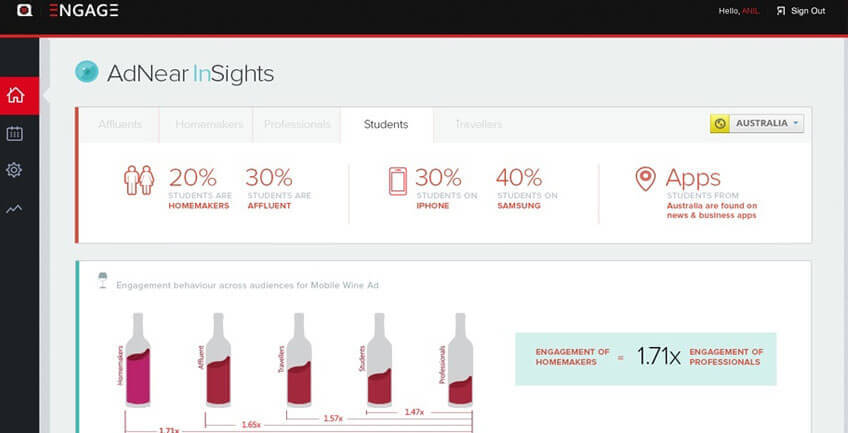 ENGAGE
Hello, ANIL
Sign Out
AdNear InSights
Affluents
Homemakers
Professionals
Students
Travellers
AUSTRALIA
20%
STUDENTS ARE
HOMEMAKERS
30%
STUDENTS ARE
AFFLUENT
30%
STUDENTS ON
IPHONE
40%
STUDENTS ON
SAMSUNG
Apps
STUDENTS FROM
Australia are found on
news & business apps
Engagement behaviour across audiences for Mobile Wine Ad
Homemakers
Affluent
Travellers
Students
Professionals
ENGAGEMENT OF
HOMEMAKERS
=
1.71x
ENGAGEMENT OF
PROFESSIONALS
1.47x
1.57x
1.65x
1.71x